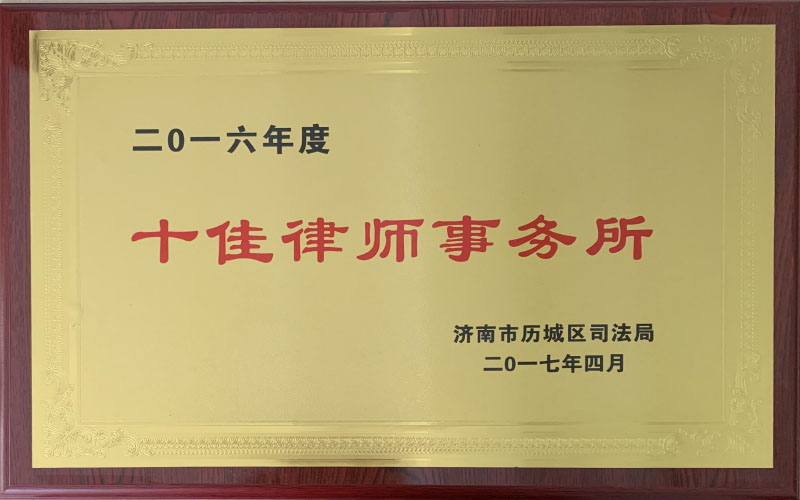 二0一六年度
十佳律师事务所
济南市历城区司法局
二0一七年四月